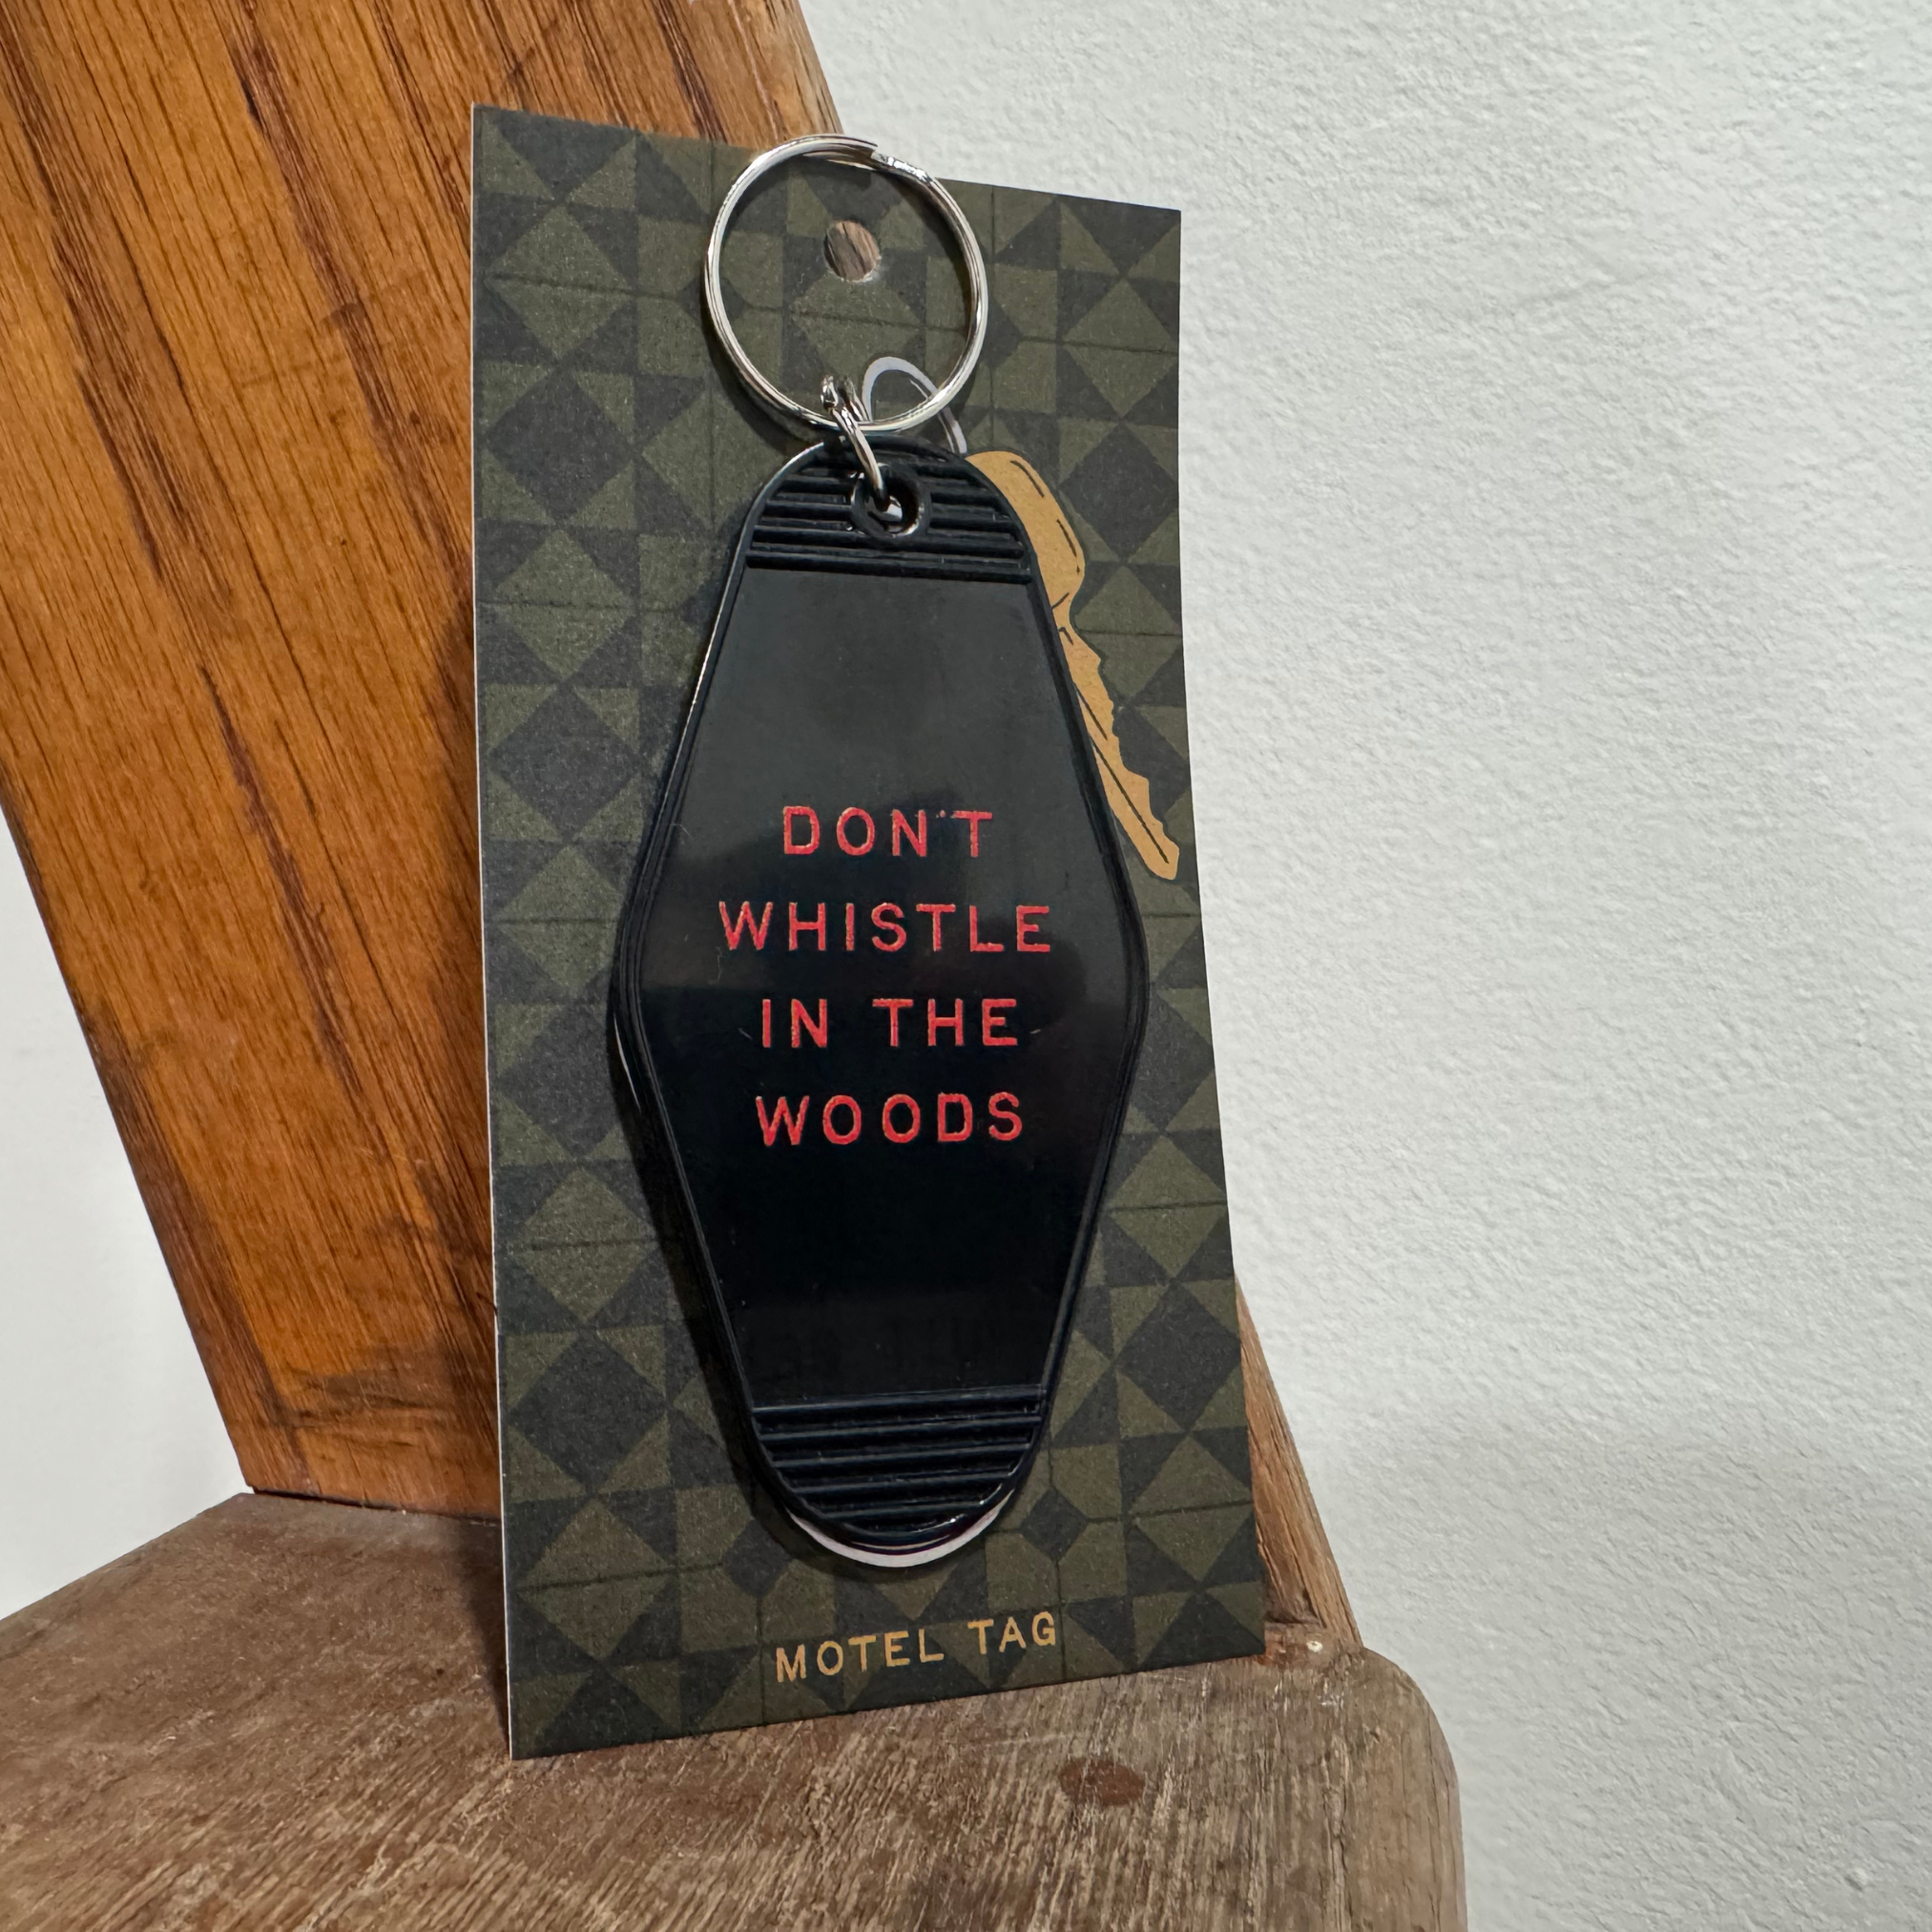 DON'T
WHISTLE
IN THE
WOODS
MOTEL TAG